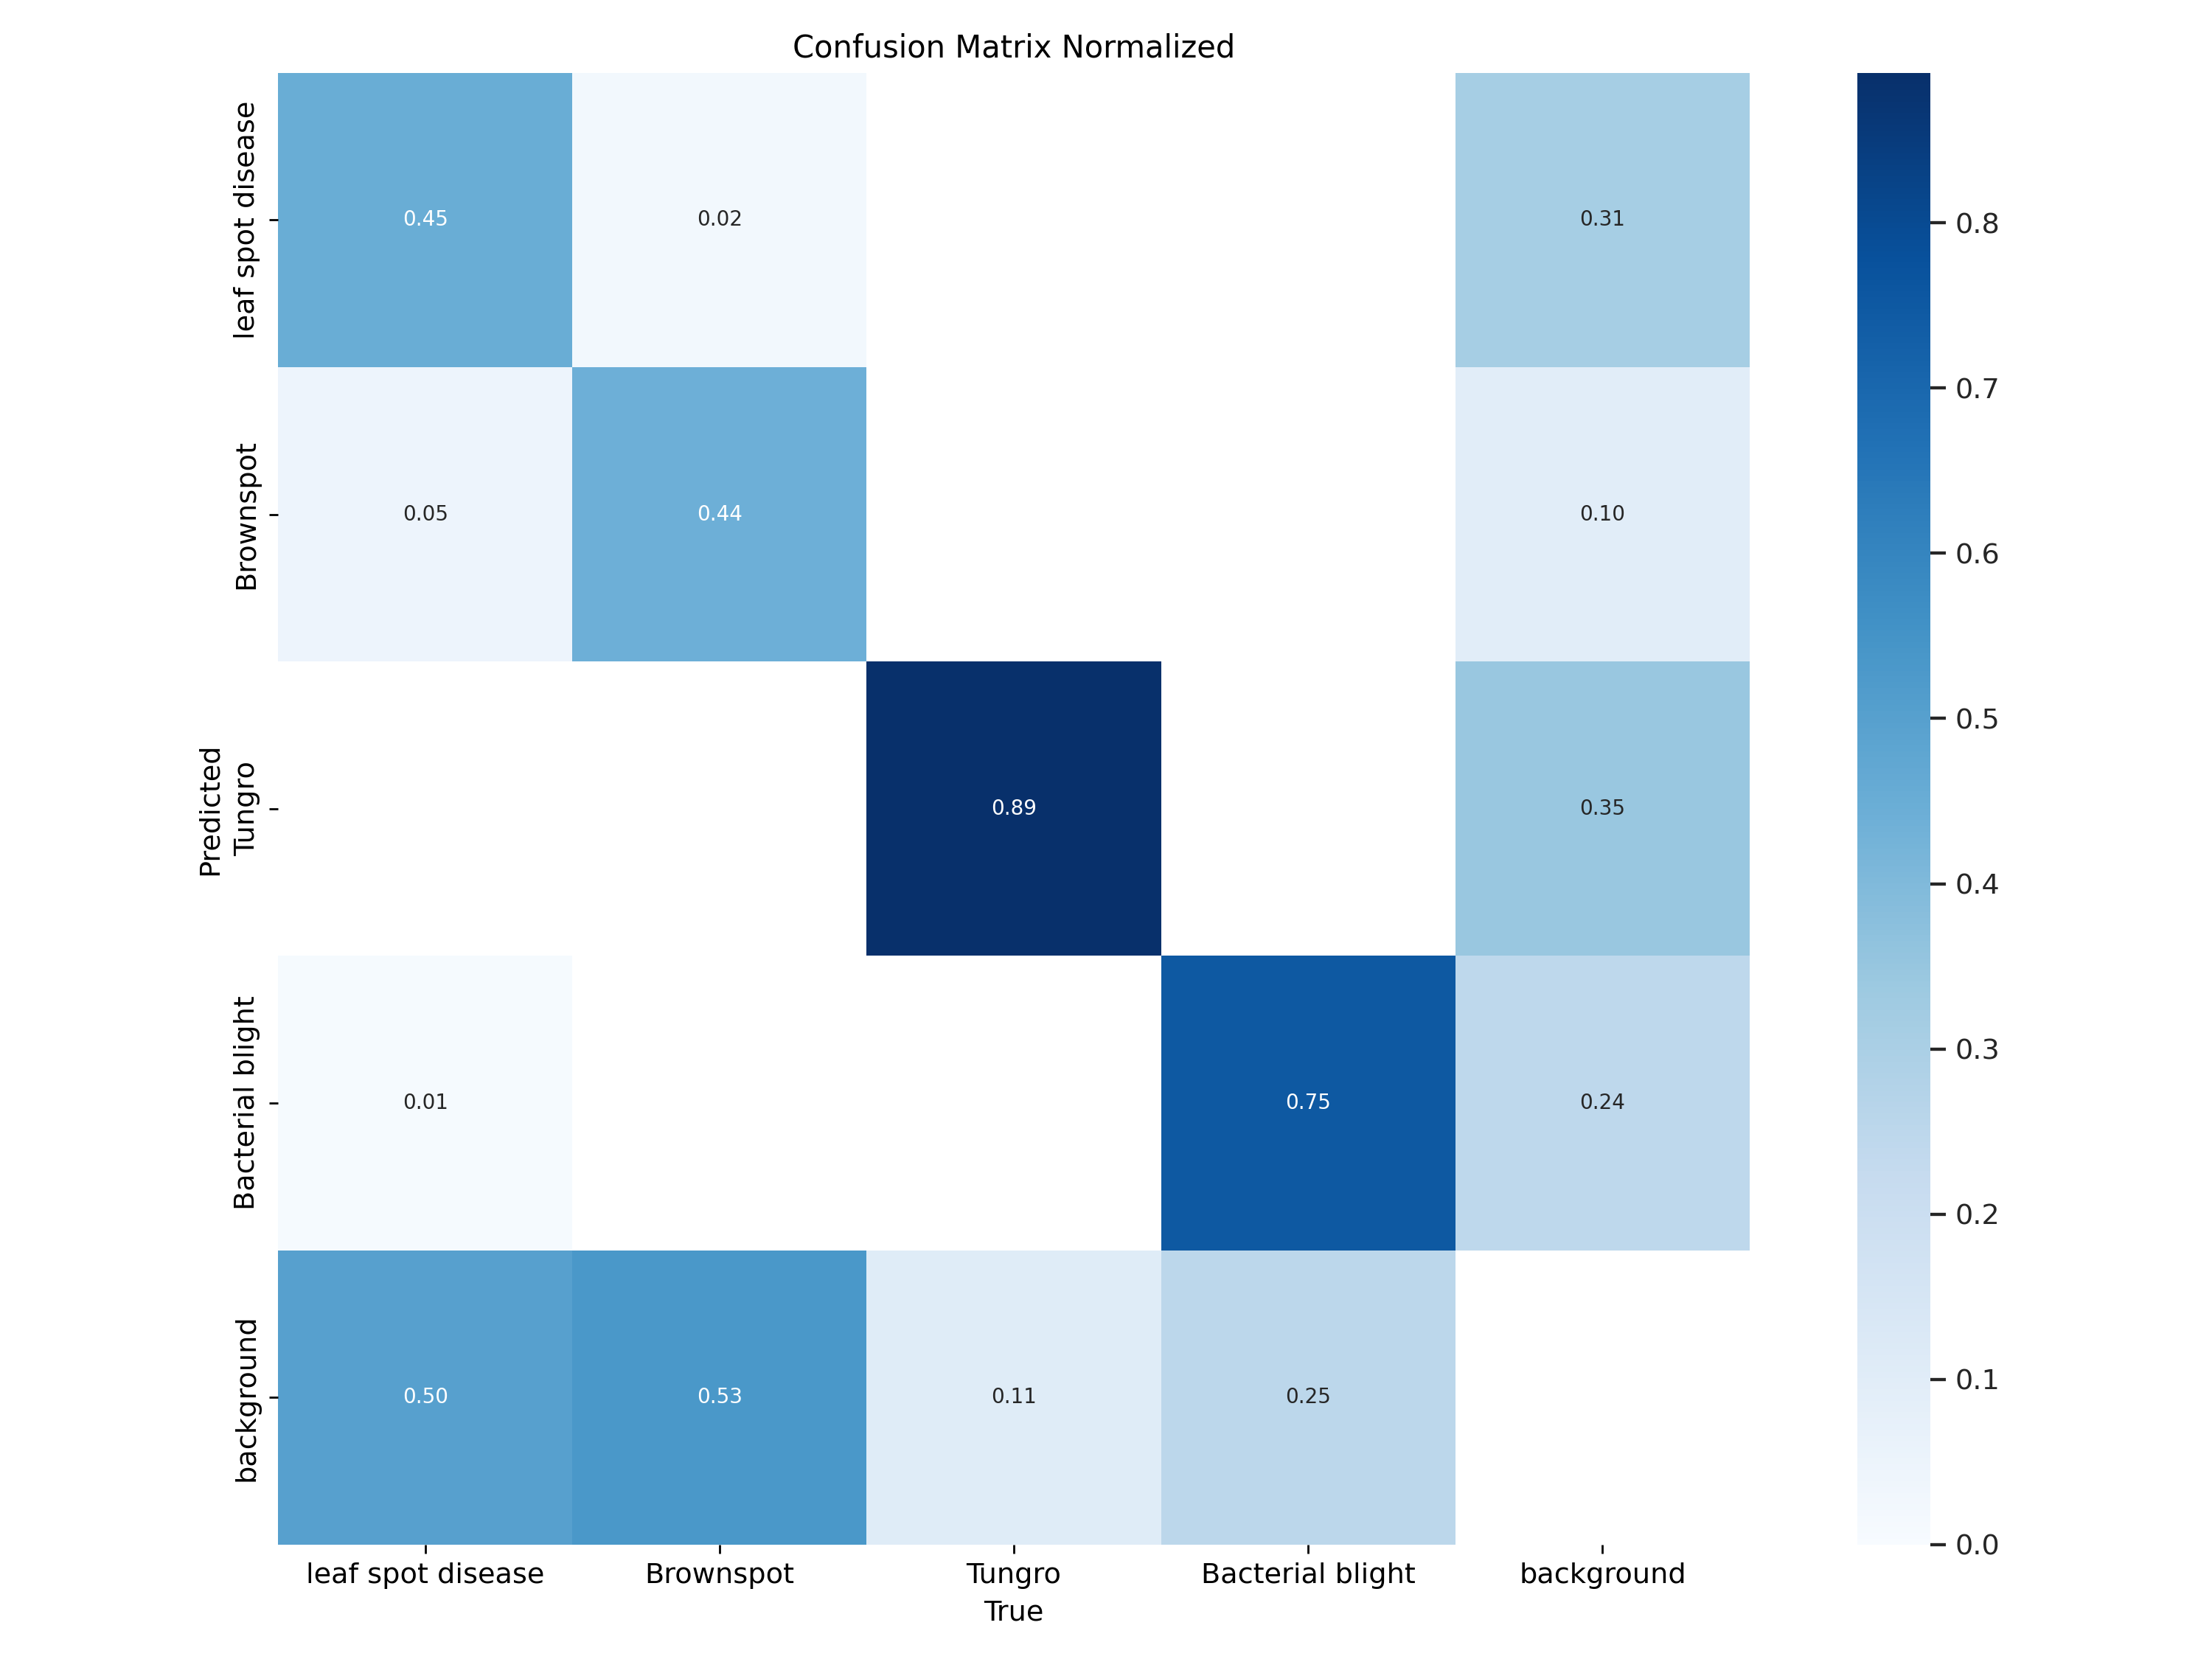 Confusion Matrix Normalized
leaf spot disease
0.45
0.02
0.31
0.8
0.7
Brownspot
0.05
0.44
0.10
0.6
0.5
Predicted
Tungro
0.89
0.35
0.4
0.3
Bacterial blight
0.01
0.75
0.24
0.2
0.1
background
0.50
0.53
0.11
0.25
0.0
leaf spot disease
Brownspot
Tungro
Bacterial blight
background
True